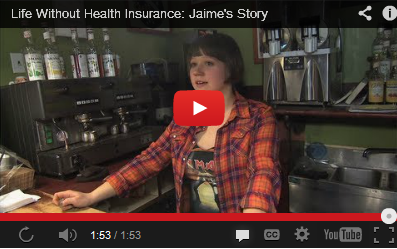 Life Without Health Insurance: Jaime's Story
1:53 / 1:53
CC
YouTube